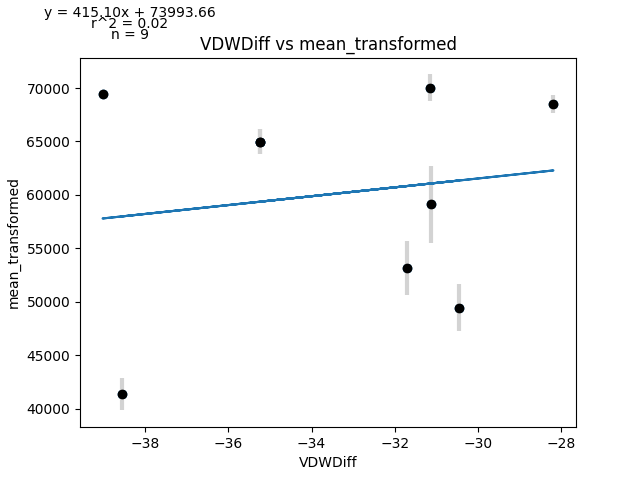 y = 415.10x + 73993.66
r^2 = 0.02
n = 9
VDWDiff vs mean_transformed
70000
65000
60000
55000
50000
45000
40000
mean_transformed
−38
−36
−34
−32
−30
−28
VDWDiff